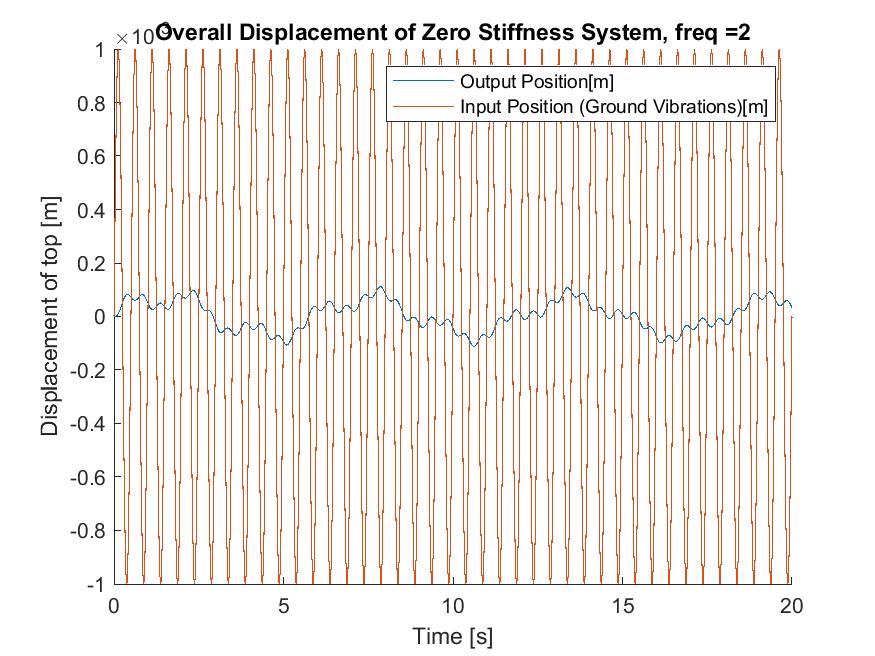 ×10
Overall Displacement of Zero Stiffness System, freq =2
Output Position[m]
Input Position (Ground Vibrations)[m]
1
0.8
0.6
0.4
0.2
0
-0.2
-0.4
-0.6
-0.8
-1
Displacement of top [m]
0 5 10 15 20
Time [s]